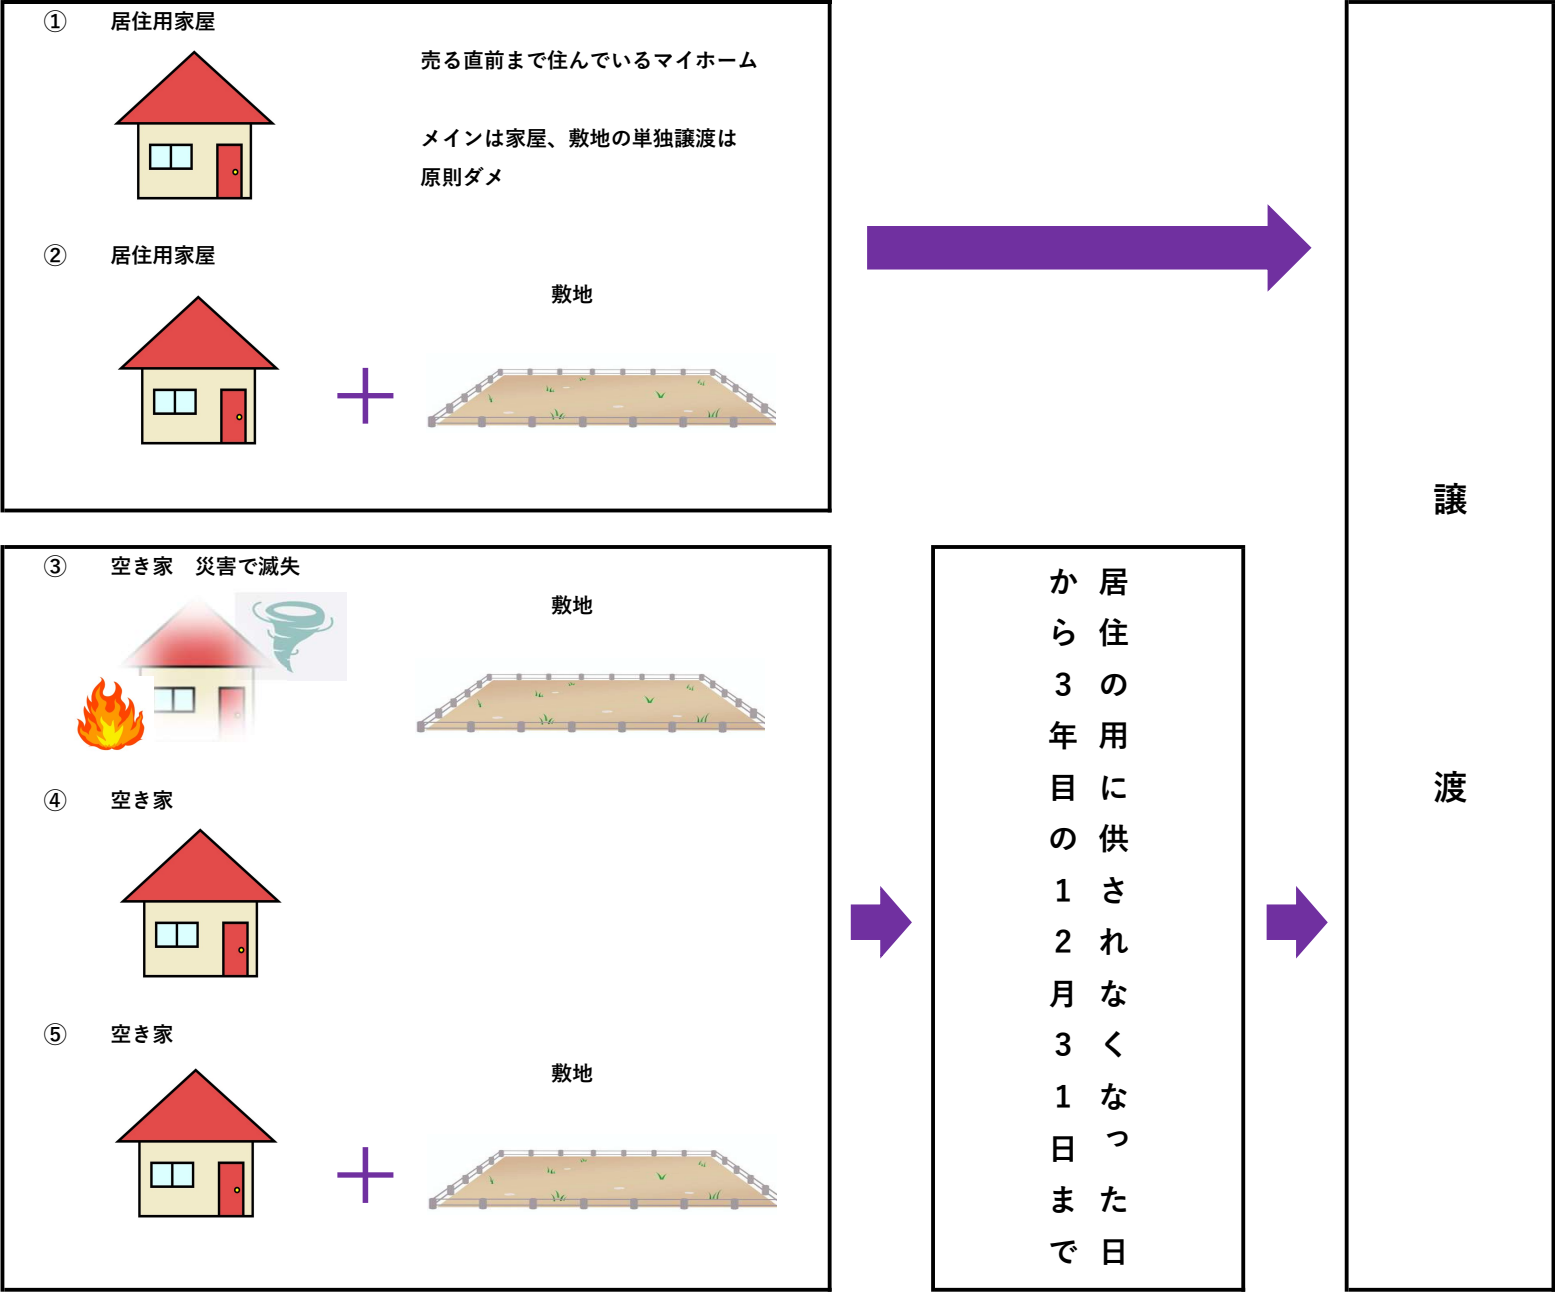 ① 居住用家屋
売る直前まで住んでいるマイホーム
メインは家屋、敷地の単独譲渡は
原則ダメ
② 居住用家屋
敷地
③ 空き家　災害で滅失
敷地
④ 空き家
⑤ 空き家
敷地
居住の用に供されなくなった日
から3年目の12月31日まで
譲渡